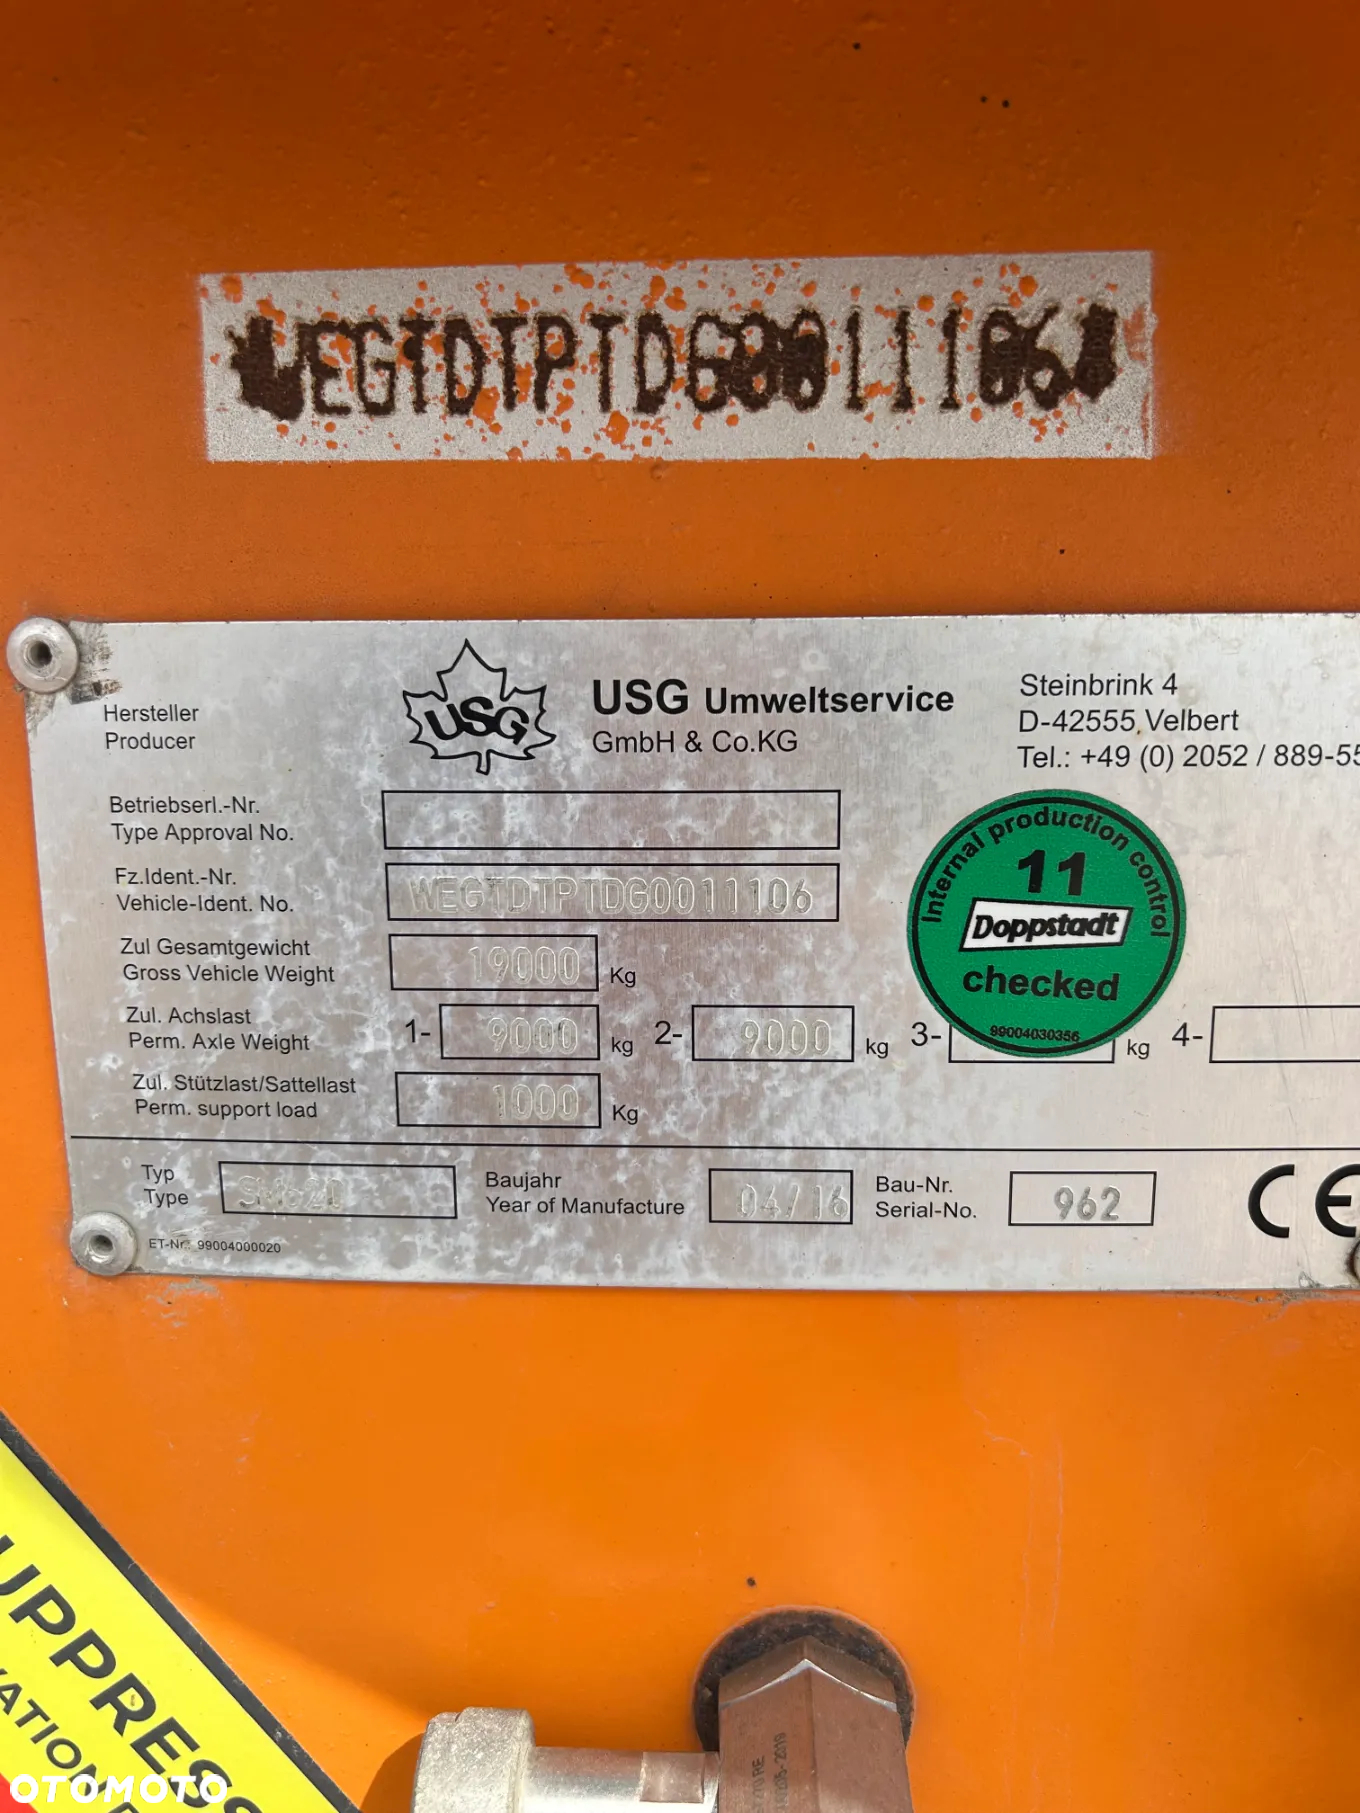 WEGTDTPTDG0011106
USG
USG Umweltservice
GmbH & Co.KG
Steinbrink 4
D-42555 Velbert
Tel.: +49 (0) 2052 / 889-55
Hersteller
Producer
Betriebserl.-Nr.
Type Approval No.
Fz.Ident.-Nr.
Vehicle-Ident. No.
WEGTDTPTDG0011106
Zul Gesamtgewicht
Gross Vehicle Weight
19000 Kg
Zul. Achslast
Perm. Axle Weight
1- 9000 kg 2- 9000 kg 3- kg 4-
Zul. Stützlast/Sattellast
Perm. support load
1000 Kg
Internal production control
11
Doppstadt
checked
99004030356
Typ
Type
Baujahr
Year of Manufacture
04/16
Bau-Nr.
Serial-No.
962
CE
ET-Nr. 99004000020
UPPRESS
VATION
OTOMOTO